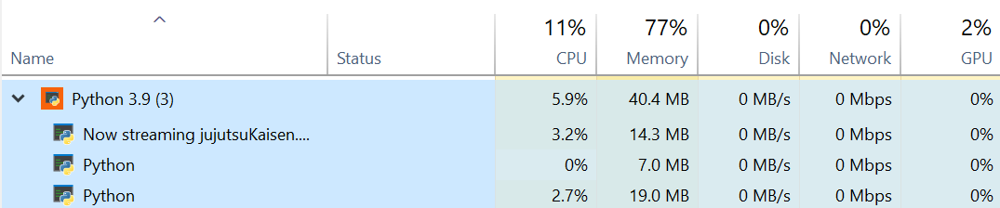 11% 77% 0% 0% 2%
Name Status CPU Memory Disk Network GPU
Python 3.9 (3) 5.9% 40.4 MB 0 MB/s 0 Mbps 0%
Now streaming jujutsuKaisen.... 3.2% 14.3 MB 0 MB/s 0 Mbps 0%
Python 0% 7.0 MB 0 MB/s 0 Mbps 0%
Python 2.7% 19.0 MB 0 MB/s 0 Mbps 0%